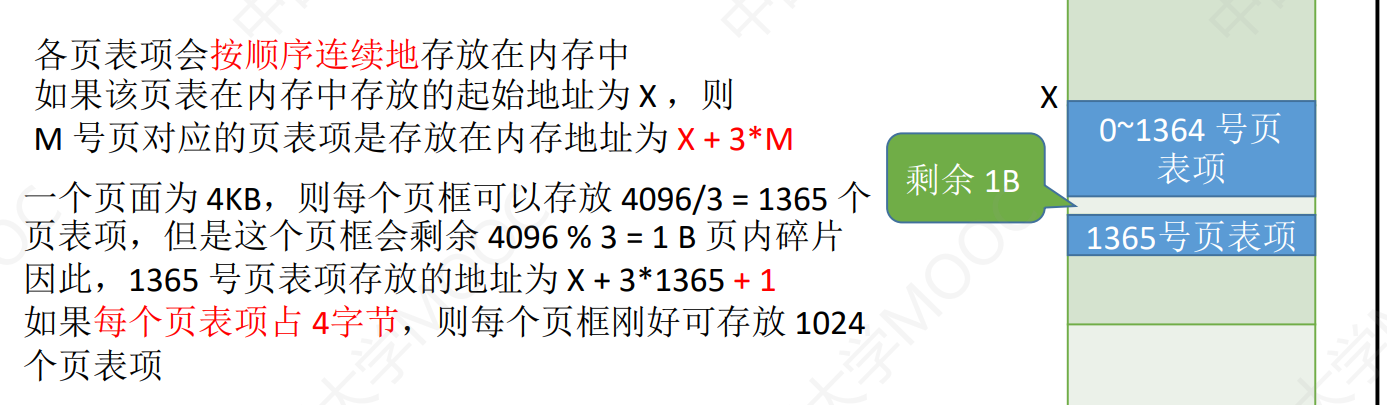 各页表项会按顺序连续地存放在内存中
如果该页表在内存中存放的起始地址为 X ，则
M 号页对应的页表项是存放在内存地址为 X + 3*M
一个页面为 4KB，则每个页框可以存放 4096/3 = 1365 个
页表项，但是这个页框会剩余 4096 % 3 = 1 B 页内碎片
因此，1365 号页表项存放的地址为 X + 3*1365 + 1
如果每个页表项占 4字节，则每个页框刚好可存放 1024
个页表项
X
0~1364 号页
表项
剩余 1B
1365号页表项